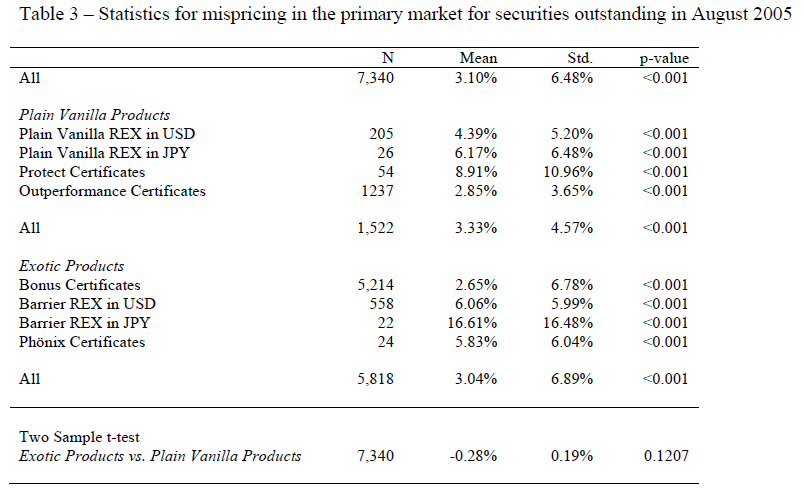 Table 3 – Statistics for mispricing in the primary market for securities outstanding in August 2005
N Mean Std. p-value
All 7,340 3.10% 6.48% <0.001
Plain Vanilla Products
Plain Vanilla REX in USD 205 4.39% 5.20% <0.001
Plain Vanilla REX in JPY 26 6.17% 6.48% <0.001
Protect Certificates 54 8.91% 10.96% <0.001
Outperformance Certificates 1237 2.85% 3.65% <0.001
All 1,522 3.33% 4.57% <0.001
Exotic Products
Bonus Certificates 5,214 2.65% 6.78% <0.001
Barrier REX in USD 558 6.06% 5.99% <0.001
Barrier REX in JPY 22 16.61% 16.48% <0.001
Phönix Certificates 24 5.83% 6.04% <0.001
All 5,818 3.04% 6.89% <0.001
Two Sample t-test
Exotic Products vs. Plain Vanilla Products 7,340 -0.28% 0.19% 0.1207